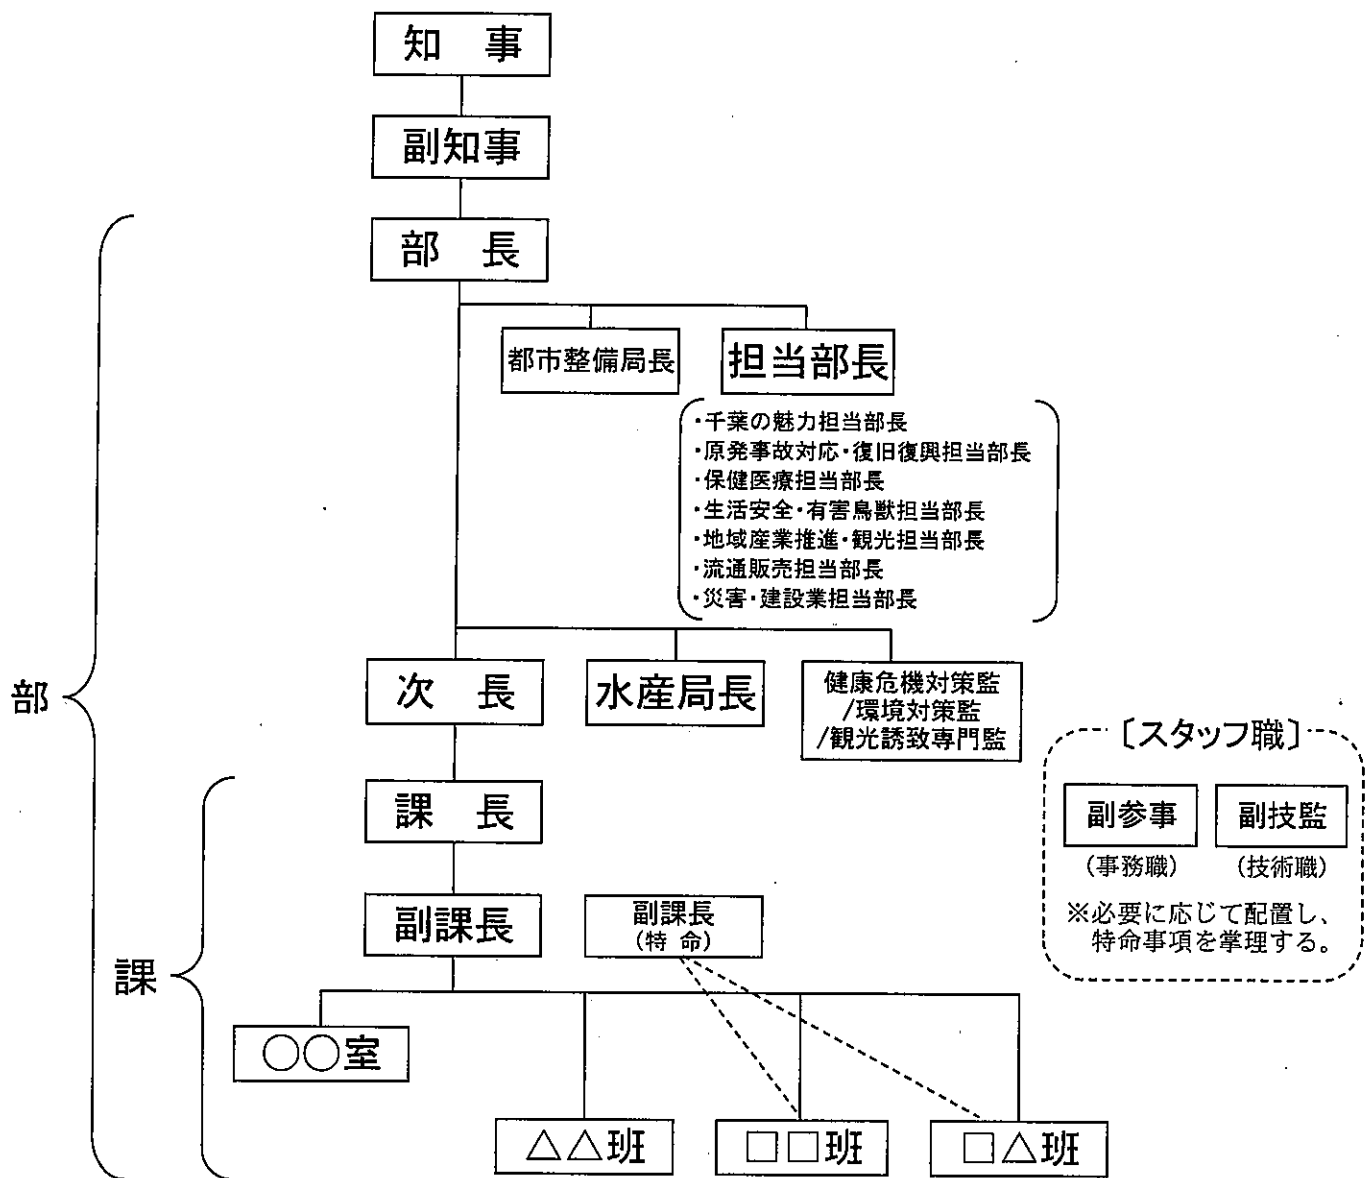 知　事
副知事
部　長
都市整備局長
担当部長
・千葉の魅力担当部長
・原発事故対応・復旧復興担当部長
・保健医療担当部長
・生活安全・有害鳥獣担当部長
・地域産業推進・観光担当部長
・流通販売担当部長
・災害・建設業担当部長
部
次　長
水産局長
健康危機対策監
/環境対策監
/観光誘致専門監
〔スタッフ職〕
副参事
副技監
(事務職)
(技術職)
※必要に応じて配置し、
特命事項を掌理する。
課　長
副課長
副課長
(特 命)
課
○○室
△△班
□□班
□△班